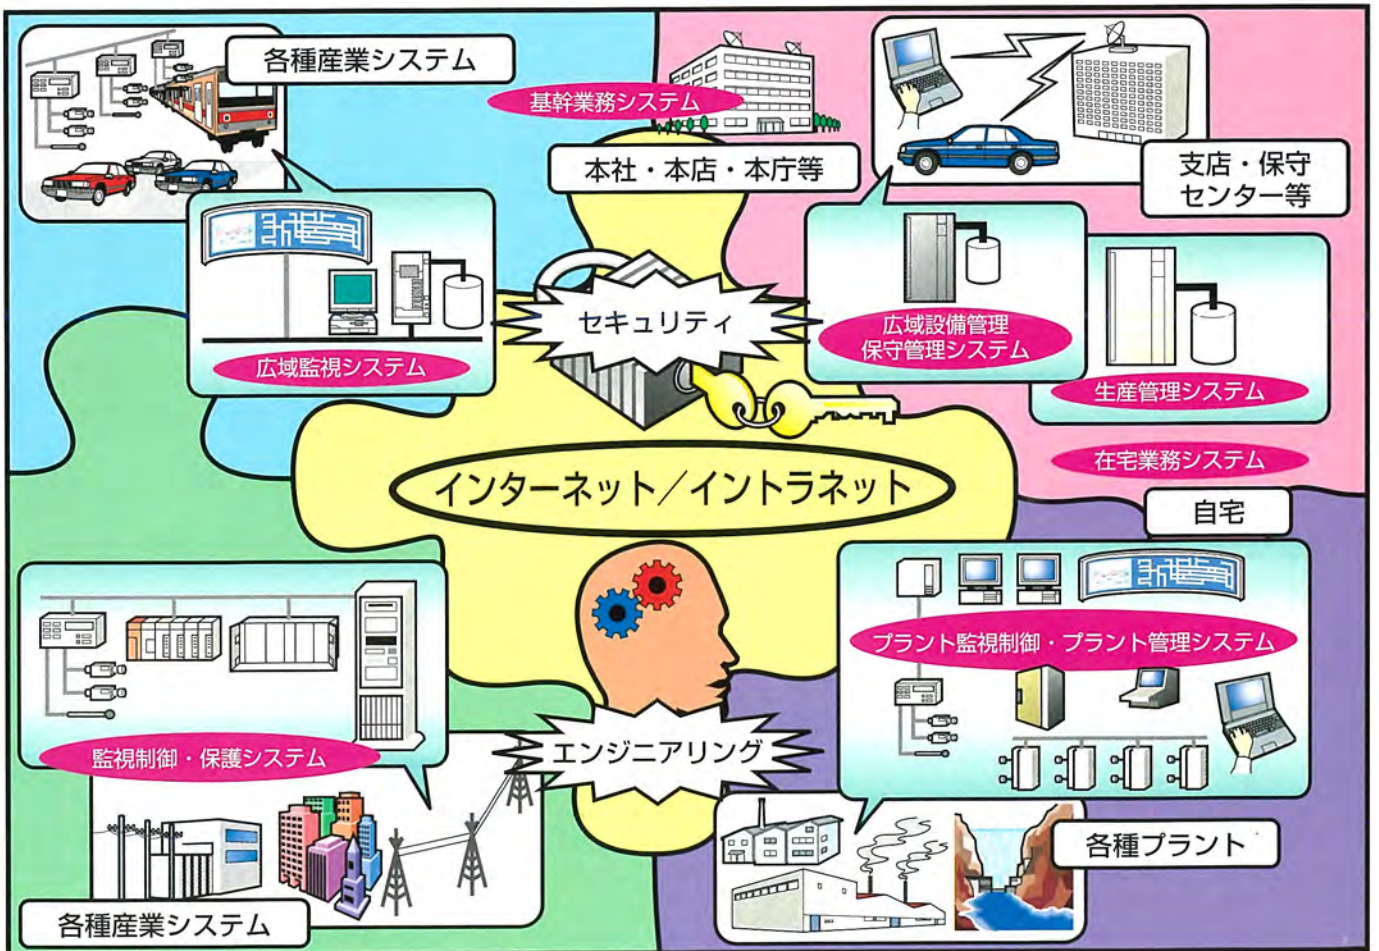 各種産業システム
基幹業務システム
本社・本店・本庁等
支店・保守
センター等
広域監視システム
セキュリティ
広域設備管理
保守管理システム
生産管理システム
在宅業務システム
自宅
インターネット／イントラネット
プラント監視制御・プラント管理システム
監視制御・保護システム
エンジニアリング
各種プラント
各種産業システム